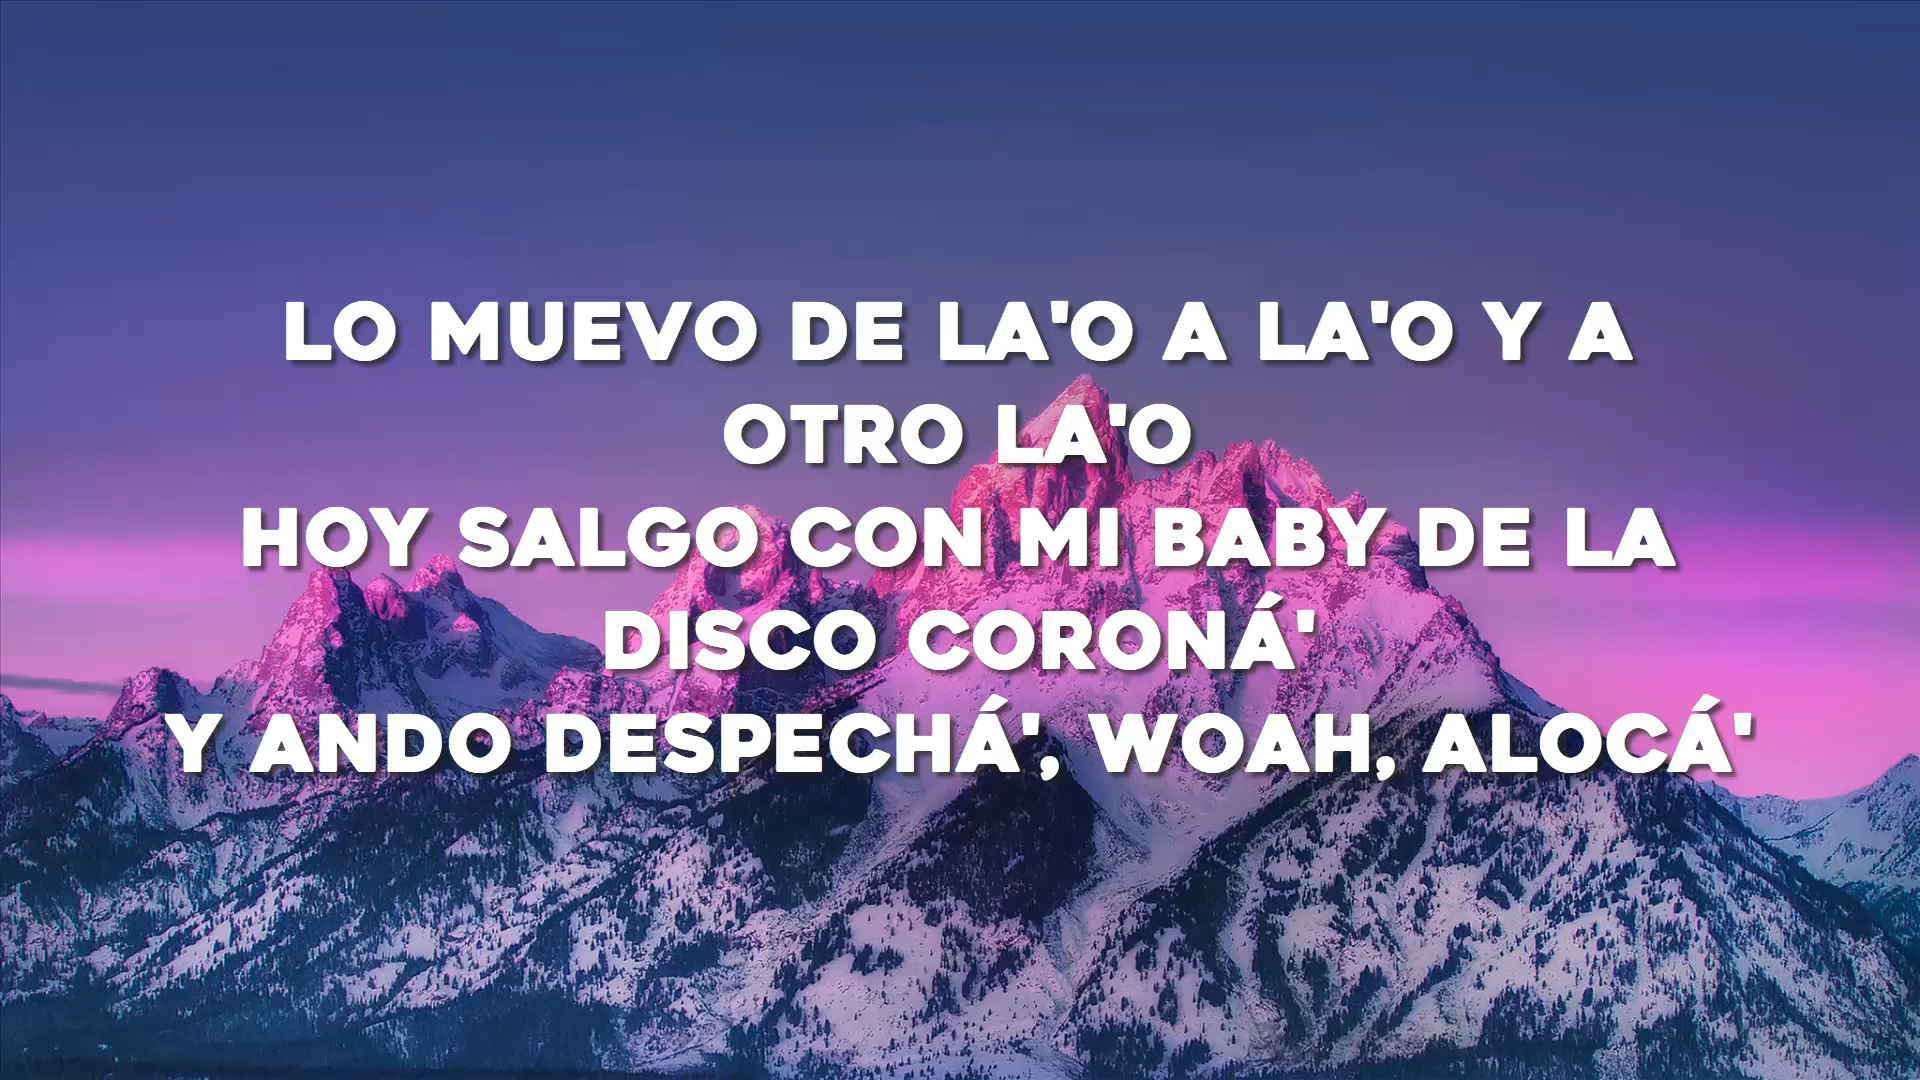 LO MUEVO DE LA'O A LA'O Y A
OTRO LA'O
HOY SALGO CON MI BABY DE LA
DISCO CORONÁ'
Y ANDO DESPECHÁ', WOAH, ALOCÁ'